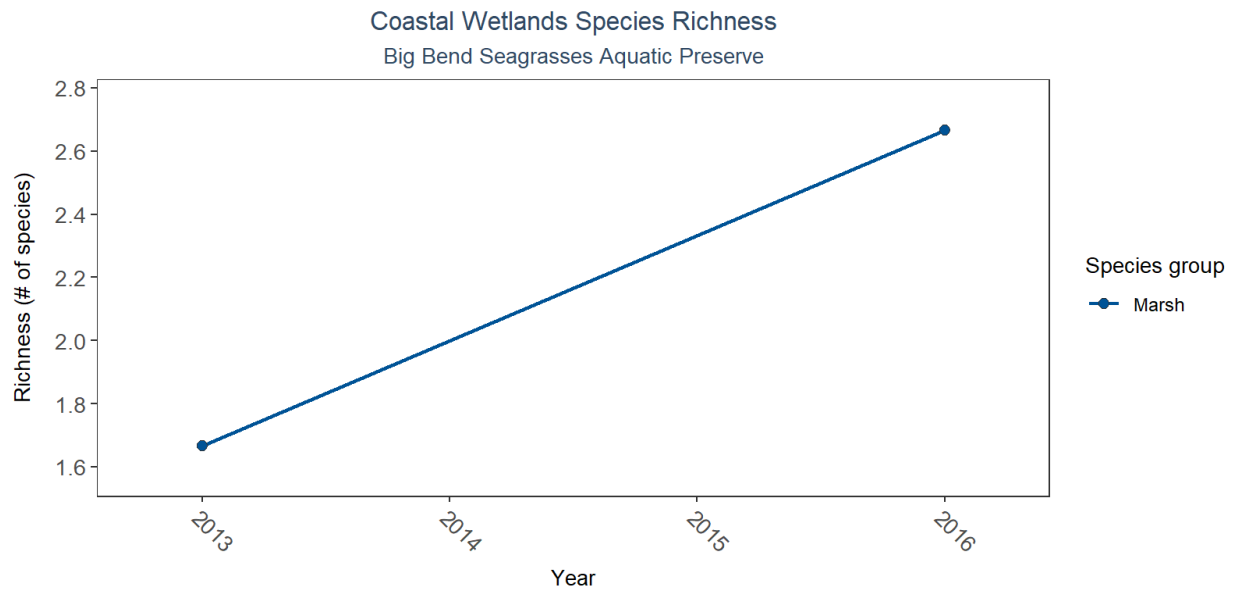 Coastal Wetlands Species Richness
Big Bend Seagrasses Aquatic Preserve
Richness (# of species)
2.8
2.6
2.4
2.2
2.0
1.8
1.6
2013
2014
2015
2016
Year
Species group
Marsh